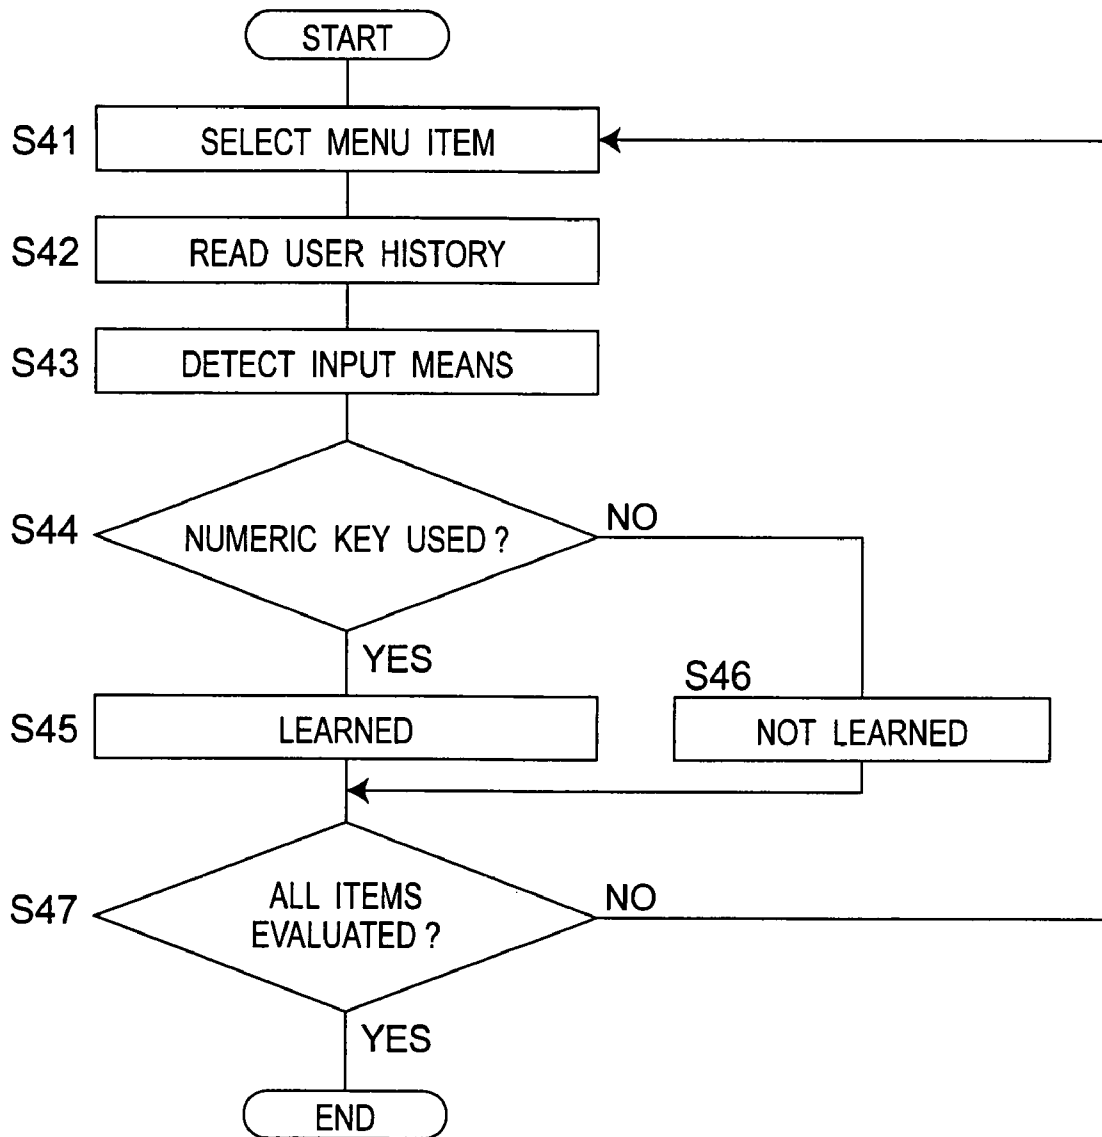 START
S41
SELECT MENU ITEM
S42
READ USER HISTORY
S43
DETECT INPUT MEANS
S44
NUMERIC KEY USED ?
NO
YES
S46
S45
LEARNED
NOT LEARNED
S47
ALL ITEMS
EVALUATED ?
NO
YES
END